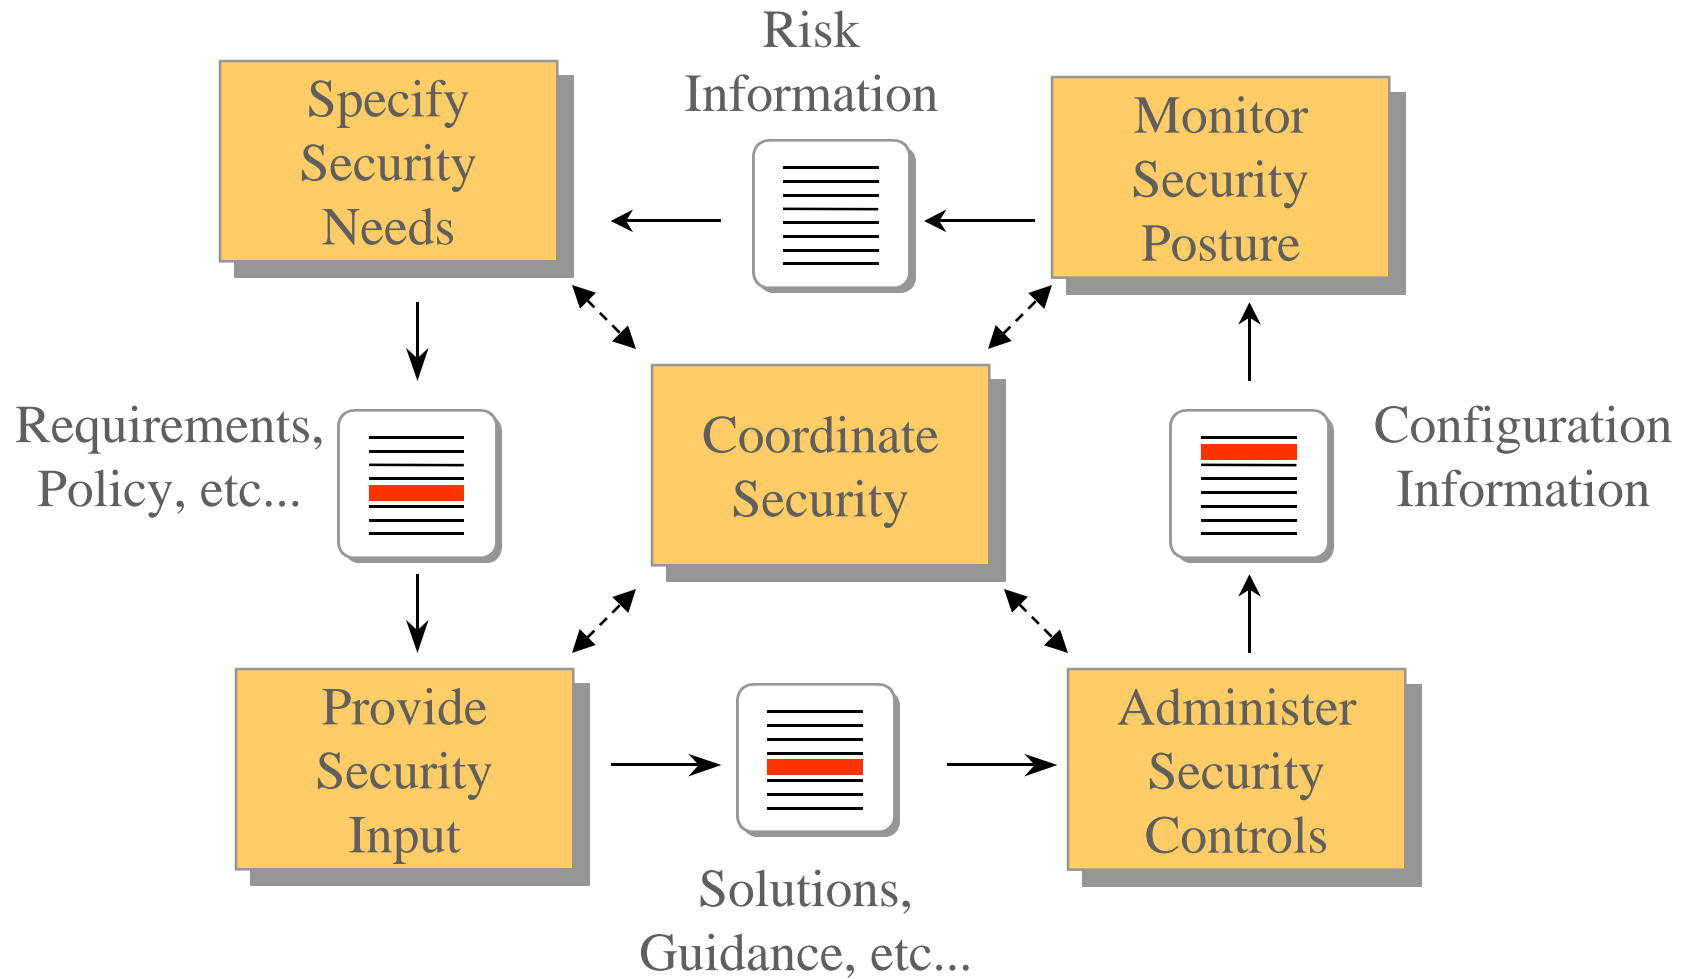 Risk
Information
Specify
Security
Needs
Monitor
Security
Posture
Requirements,
Policy, etc...
Coordinate
Security
Configuration
Information
Provide
Security
Input
Administer
Security
Controls
Solutions,
Guidance, etc...